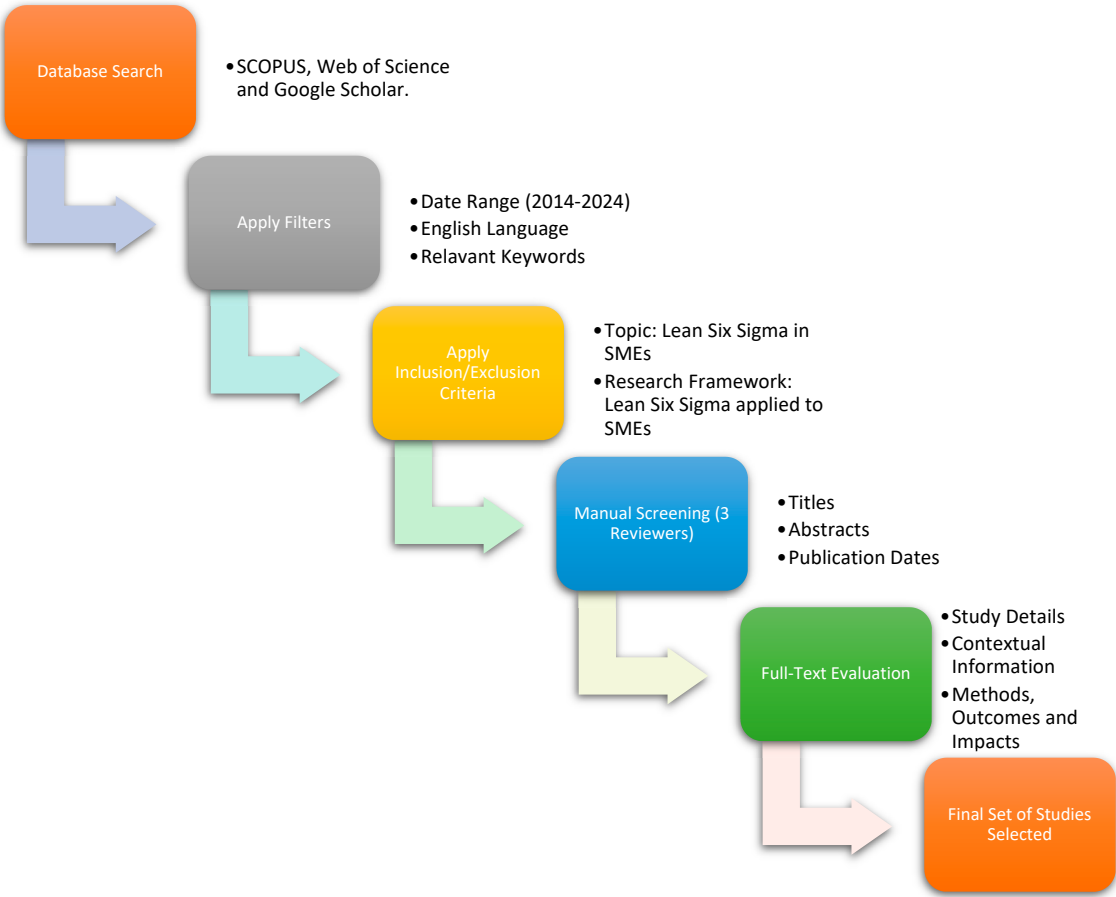 Database Search
•SCOPUS, Web of Science
and Google Scholar.
Apply Filters
•Date Range (2014-2024)
•English Language
•Relavant Keywords
Apply
Inclusion/Exclusion
Criteria
•Topic: Lean Six Sigma in
SMEs
•Research Framework:
Lean Six Sigma applied to
SMEs
Manual Screening (3
Reviewers)
•Titles
•Abstracts
•Publication Dates
Full-Text Evaluation
•Study Details
•Contextual
Information
•Methods,
Outcomes and
Impacts
Final Set of Studies
Selected